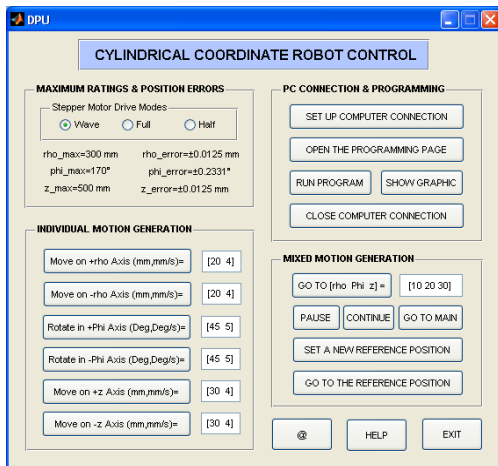 DPU
CYLINDRICAL COORDINATE ROBOT CONTROL
MAXIMUM RATINGS & POSITION ERRORS
Stepper Motor Drive Modes
Wave Full Half
rho_max=300 mm rho_error=±0.0125 mm
phi_max=170° phi_error=±0.2331°
z_max=500 mm z_error=±0.0125 mm
INDIVIDUAL MOTION GENERATION
Move on +rho Axis (mm,mm/s)= [20 4]
Move on -rho Axis (mm,mm/s)= [20 4]
Rotate in +Phi Axis (Deg,Deg/s)= [45 5]
Rotate in -Phi Axis (Deg,Deg/s)= [45 5]
Move on +z Axis (mm,mm/s)= [30 4]
Move on -z Axis (mm,mm/s)= [30 4]
PC CONNECTION & PROGRAMMING
SET UP COMPUTER CONNECTION
OPEN THE PROGRAMMING PAGE
RUN PROGRAM SHOW GRAPHIC
CLOSE COMPUTER CONNECTION
MIXED MOTION GENERATION
GO TO [rho Phi z] = [10 20 30]
PAUSE CONTINUE GO TO MAIN
SET A NEW REFERENCE POSITION
GO TO THE REFERENCE POSITION
@ HELP EXIT